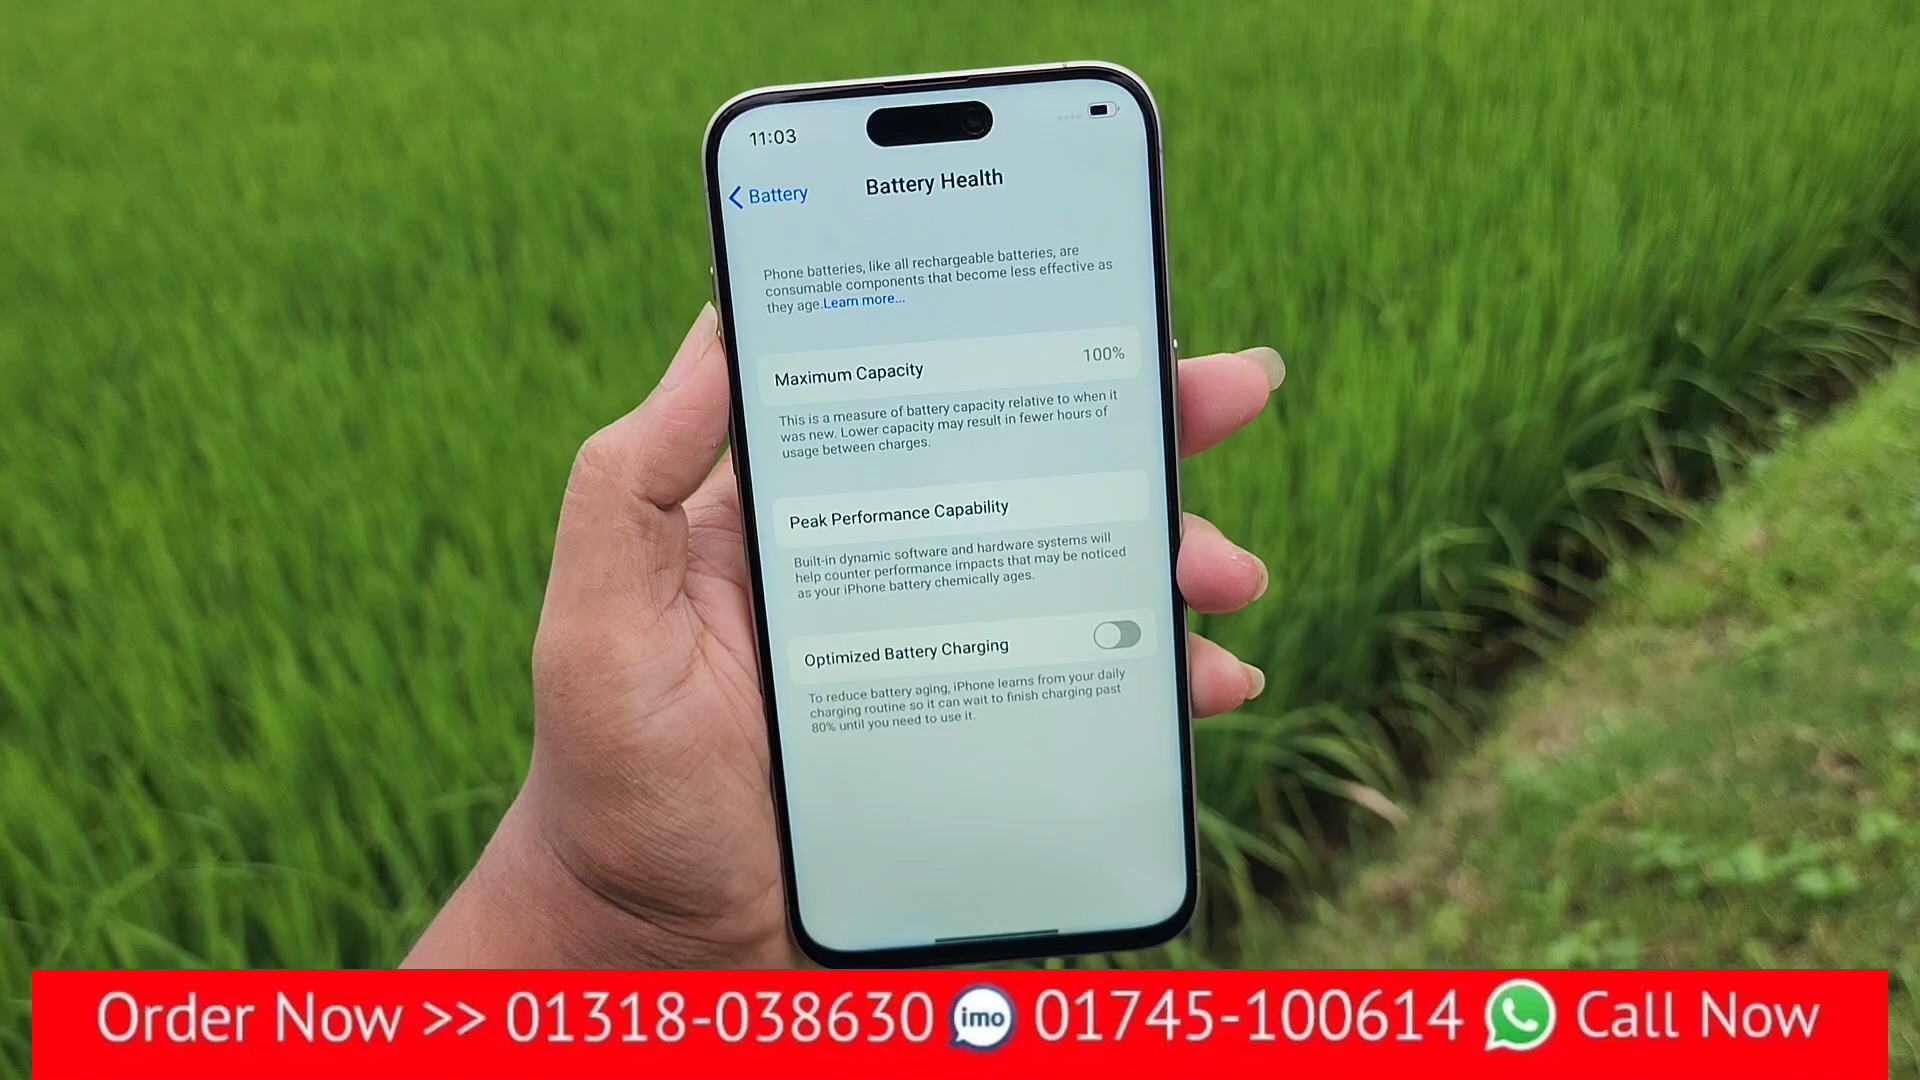 11:03
Battery
Battery Health
Phone batteries, like all rechargeable batteries, are
consumable components that become less effective as
they age.Learn more...
Maximum Capacity 100%
This is a measure of battery capacity relative to when it
was new. Lower capacity may result in fewer hours of
usage between charges.
Peak Performance Capability
Built-in dynamic software and hardware systems will
help counter performance impacts that may be noticed
as your iPhone battery chemically ages.
Optimized Battery Charging
To reduce battery aging, iPhone learns from your daily
charging routine so it can wait to finish charging past
80% until you need to use it.
Order Now >> 01318-038630 imo 01745-100614 Call Now